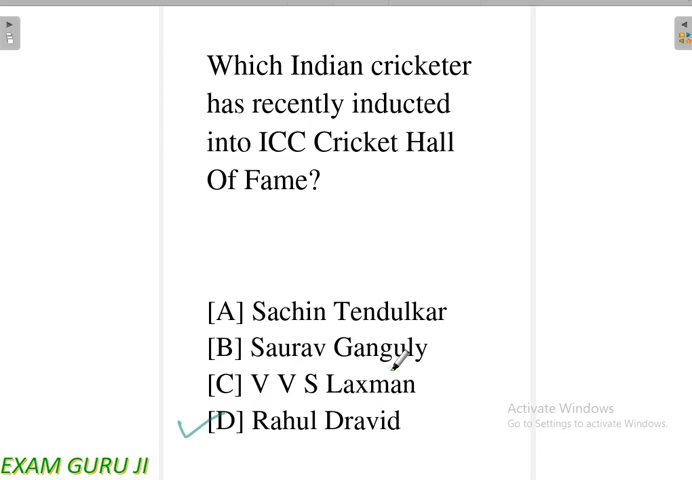 Which Indian cricketer
has recently inducted
into ICC Cricket Hall
Of Fame?
[A] Sachin Tendulkar
[B] Saurav Ganguly
[C] V V S Laxman
[D] Rahul Dravid
Activate Windows
Go to Settings to activate Windows.
EXAM GURU JI